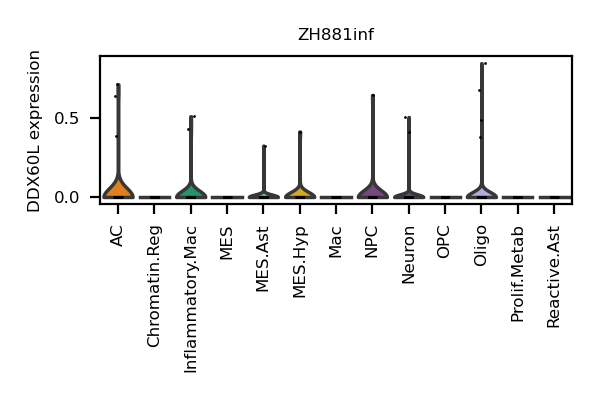 ZH881inf
DDX60L expression
0.5
0.0
AC
Chromatin.Reg
Inflammatory.Mac
MES
MES.Ast
MES.Hyp
Mac
NPC
Neuron
OPC
Oligo
Prolif.Metab
Reactive.Ast